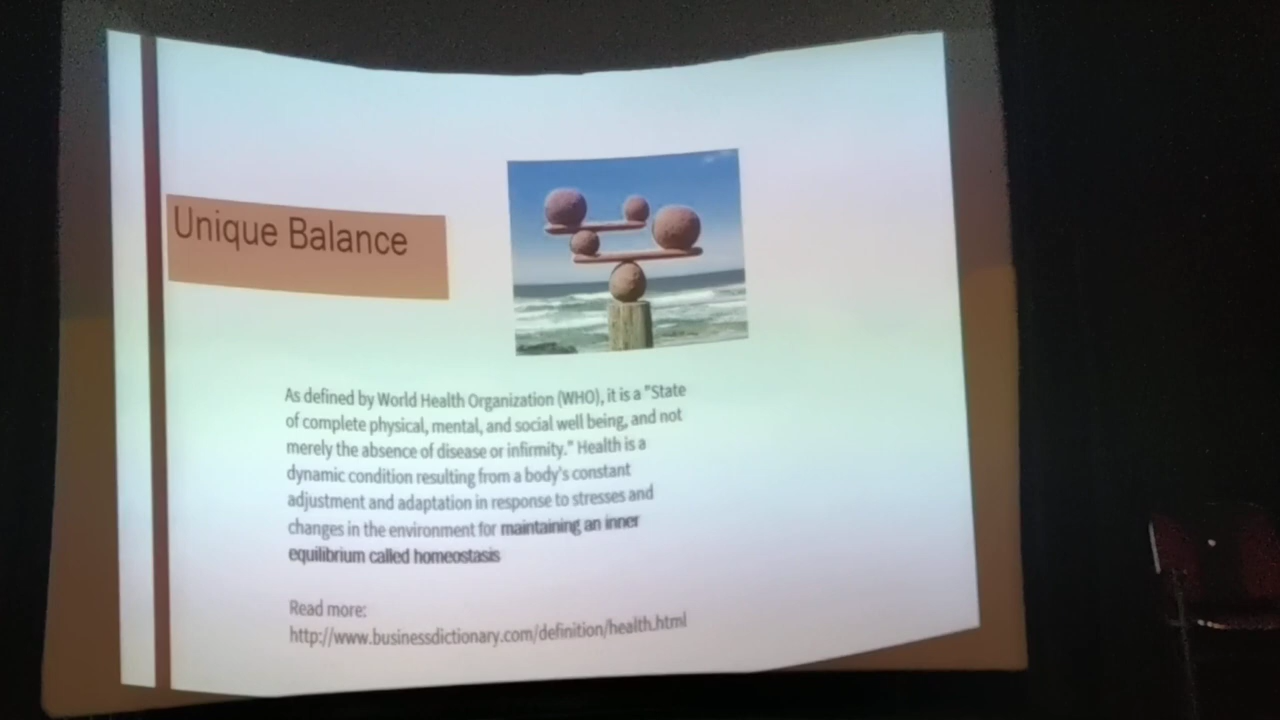 Unique Balance
As defined by World Health Organization (WHO), it is a "State
of complete physical, mental, and social well being, and not
merely the absence of disease or infirmity." Health is a
dynamic condition resulting from a body's constant
adjustment and adaptation in response to stresses and
changes in the environment for maintaining an inner
equilibrium called homeostasis
Read more:
http://www.businessdictionary.com/definition/health.html